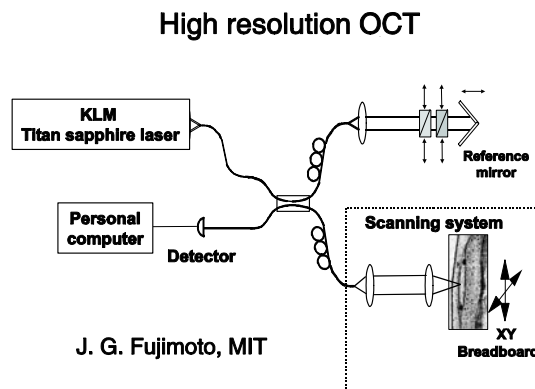 High resolution OCT
KLM
Titan sapphire laser
Reference
mirror
Personal
computer
Detector
Scanning system
XY
Breadboard
J. G. Fujimoto, MIT